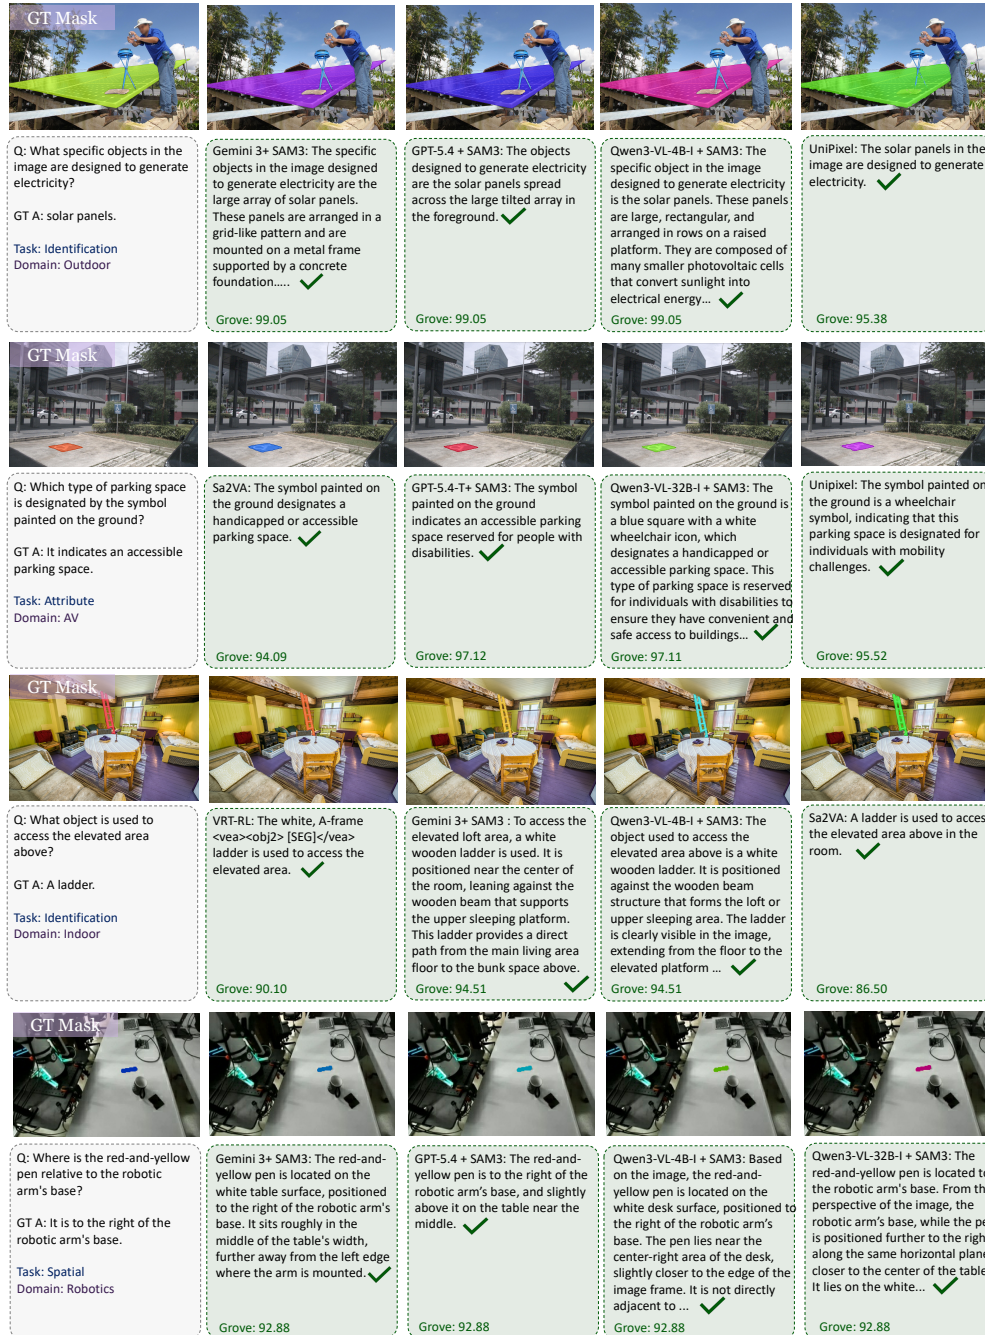 GT Mask
Q: What specific objects in the
image are designed to generate
electricity?
GT A: solar panels.
Task: Identification
Domain: Outdoor
Gemini 3+ SAM3: The specific
objects in the image designed
to generate electricity are the
large array of solar panels.
These panels are arranged in a
grid-like pattern and are
mounted on a metal frame
supported by a concrete
foundation…..
Grove: 99.05
GPT-5.4 + SAM3: The objects
designed to generate electricity
are the solar panels spread
across the large tilted array in
the foreground.
Grove: 99.05
Qwen3-VL-4B-I + SAM3: The
specific object in the image
designed to generate electricity
is the solar panels. These panels
are large, rectangular, and
arranged in rows on a raised
platform. They are composed of
many smaller photovoltaic cells
that convert sunlight into
electrical energy…
Grove: 99.05
UniPixel: The solar panels in the
image are designed to generate
electricity.
Grove: 95.38
GT Mask
Q: Which type of parking space
is designated by the symbol
painted on the ground?
GT A: It indicates an accessible
parking space.
Task: Attribute
Domain: AV
Sa2VA: The symbol painted on
the ground designates a
handicapped or accessible
parking space.
Grove: 94.09
GPT-5.4-T+ SAM3: The symbol
painted on the ground
indicates an accessible parking
space reserved for people with
disabilities.
Grove: 97.12
Qwen3-VL-32B-I + SAM3: The
symbol painted on the ground is
a blue square with a white
wheelchair icon, which
designates a handicapped or
accessible parking space. This
type of parking space is reserved
for individuals with disabilities to
ensure they have convenient and
safe access to buildings…
Grove: 97.11
Unipixel: The symbol painted on
the ground is a wheelchair
symbol, indicating that this
parking space is designated for
individuals with mobility
challenges.
Grove: 95.52
GT Mask
Q: What object is used to
access the elevated area
above?
GT A: A ladder.
Task: Identification
Domain: Indoor
VRT-RL: The white, A-frame
<vea><obj2> [SEG]</vea>
ladder is used to access the
elevated area.
Grove: 90.10
Gemini 3+ SAM3 : To access the
elevated loft area, a white
wooden ladder is used. It is
positioned near the center of
the room, leaning against the
wooden beam that supports
the upper sleeping platform.
This ladder provides a direct
path from the main living area
floor to the bunk space above.
Grove: 94.51
Qwen3-VL-4B-I + SAM3: The
object used to access the
elevated area above is a white
wooden ladder. It is positioned
against the wooden beam
structure that forms the loft or
upper sleeping area. The ladder
is clearly visible in the image,
extending from the floor to the
elevated platform …
Grove: 94.51
Sa2VA: A ladder is used to acces
the elevated area above in the
room.
Grove: 86.50
GT Mask
Q: Where is the red-and-yellow
pen relative to the robotic
arm's base?
GT A: It is to the right of the
robotic arm's base.
Task: Spatial
Domain: Robotics
Gemini 3+ SAM3: The red-and-
yellow pen is located on the
white table surface, positioned
to the right of the robotic arm's
base. It sits roughly in the
middle of the table's width,
further away from the left edge
where the arm is mounted.
Grove: 92.88
GPT-5.4 + SAM3: The red-and-
yellow pen is to the right of the
robotic arm’s base, and slightly
above it on the table near the
middle.
Grove: 92.88
Qwen3-VL-4B-I + SAM3: Based
on the image, the red-and-
yellow pen is located on the
white desk surface, positioned to
the right of the robotic arm’s
base. The pen lies near the
center-right area of the desk,
slightly closer to the edge of the
image frame. It is not directly
adjacent to …
Grove: 92.88
Qwen3-VL-32B-I + SAM3: The
red-and-yellow pen is located to
the robotic arm's base. From the
perspective of the image, the
robotic arm’s base, while the pe
is positioned further to the righ
along the same horizontal plane
closer to the center of the table
It lies on the white…
Grove: 92.88